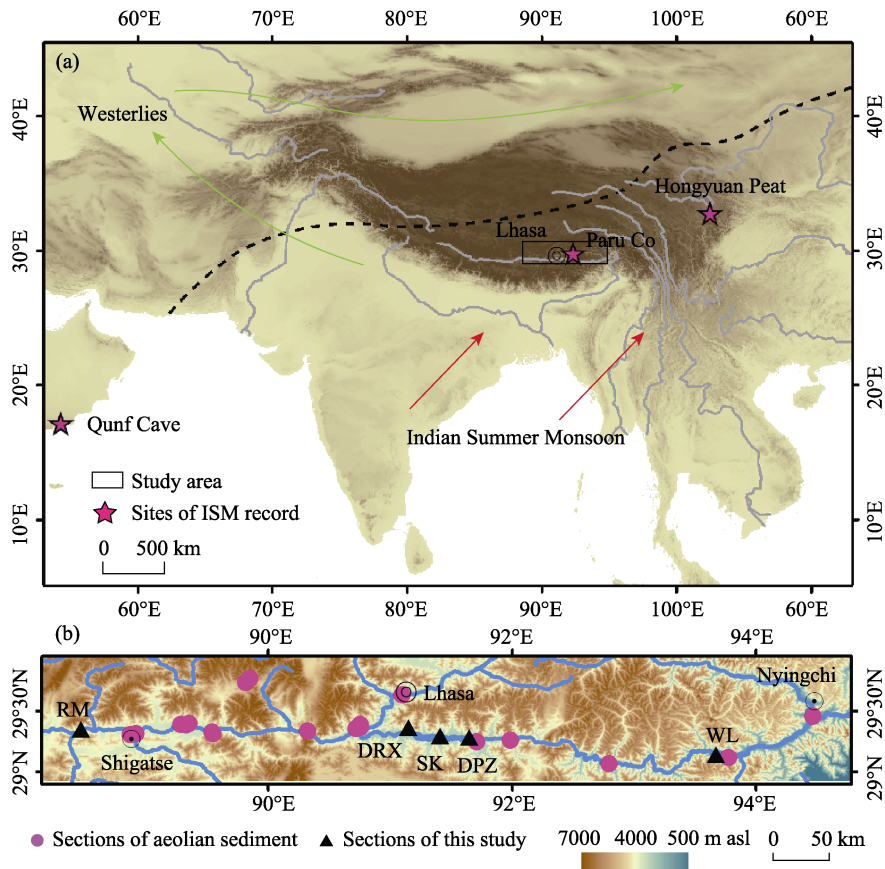 60°E 70°E 80°E 90°E 100°E 60°E
(a)
40°E 40°E
Westerlies
Hongyuan Peat
Lhasa
Paru Co
30°E 30°E
20°E 20°E
Qunf Cave
Indian Summer Monsoon
Study area
Sites of ISM record
10°E 10°E
0 500 km
60°E 70°E 80°E 90°E 100°E 60°E
(b)
90°E 92°E 94°E
Nyingchi
Lhasa
29°30N 29°30N
RM
WL
DRX
SK
DPZ
Shigatse
29°N 29°N
90°E 92°E 94°E
Sections of aeolian sediment
Sections of this study
7000 4000 500 m asl
0 50 km